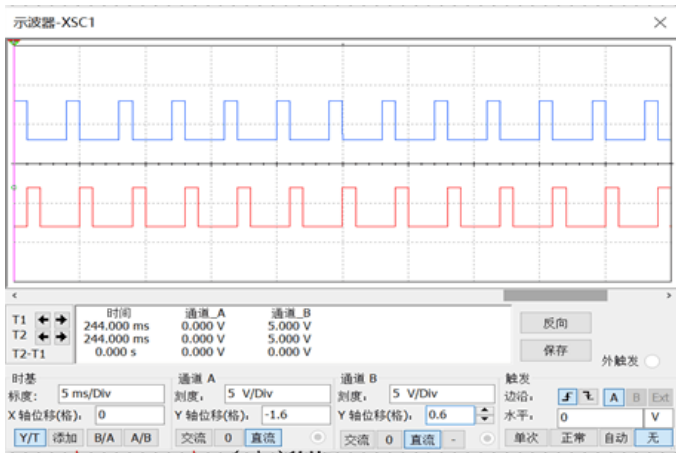 示波器-XSC1
时间 通道_A 通道_B
T1 244.000 ms 0.000 V 5.000 V
T2 244.000 ms 0.000 V 5.000 V
T2-T1 0.000 s 0.000 V 0.000 V
反向
保存
外触发
时基 通道 A 通道 B 触发
标度: 5 ms/Div 刻度: 5 V/Div 刻度: 5 V/Div 边沿: A B Ext
X 轴位移(格): 0 Y 轴位移(格): -1.6 Y 轴位移(格): 0.6 水平: 0 V
Y/T 添加 B/A A/B 交流 0 直流 交流 0 直流 - 单次 正常 自动 无